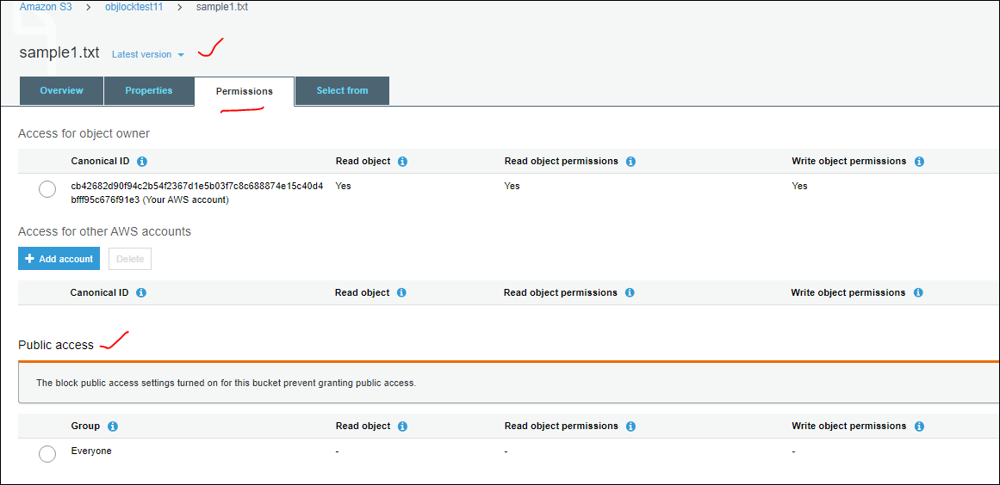 Amazon S3 > objlocktest11 > sample1.txt
sample1.txt Latest version
Overview Properties Permissions Select from
Access for object owner
Canonical ID Read object Read object permissions Write object permissions
cb42682d90f94c2b54f2367d1e5b03f7c8c688874e15c40d4 Yes Yes Yes
bfff95c676f91e3 (Your AWS account)
Access for other AWS accounts
+ Add account Delete
Canonical ID Read object Read object permissions Write object permissions
Public access
The block public access settings turned on for this bucket prevent granting public access.
Group Read object Read object permissions Write object permissions
Everyone - - -